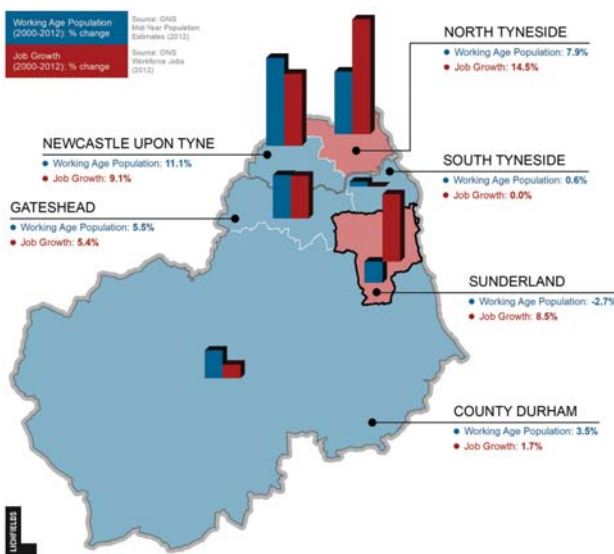 Working Age Population
(2000-2012): % change
Source: ONS
Mid-Year Population
Estimates (2012)
Job Growth
(2000-2012): % change
Source: ONS
Workforce Jobs
(2012)
NORTH TYNESIDE
Working Age Population: 7.9%
Job Growth: 14.5%
NEWCASTLE UPON TYNE
Working Age Population: 11.1%
Job Growth: 9.1%
SOUTH TYNESIDE
Working Age Population: 0.6%
Job Growth: 0.0%
GATESHEAD
Working Age Population: 5.5%
Job Growth: 5.4%
SUNDERLAND
Working Age Population: -2.7%
Job Growth: 8.5%
COUNTY DURHAM
Working Age Population: 3.5%
Job Growth: 1.7%
LICHFIELDS